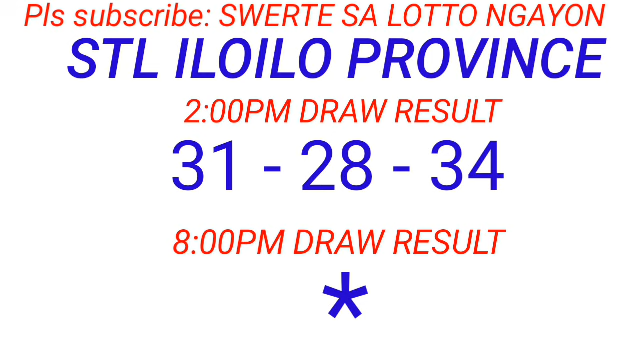 Pls subscribe: SWERTE SA LOTTO NGAYON
STL ILOILO PROVINCE
2:00PM DRAW RESULT
31 - 28 - 34
8:00PM DRAW RESULT
*